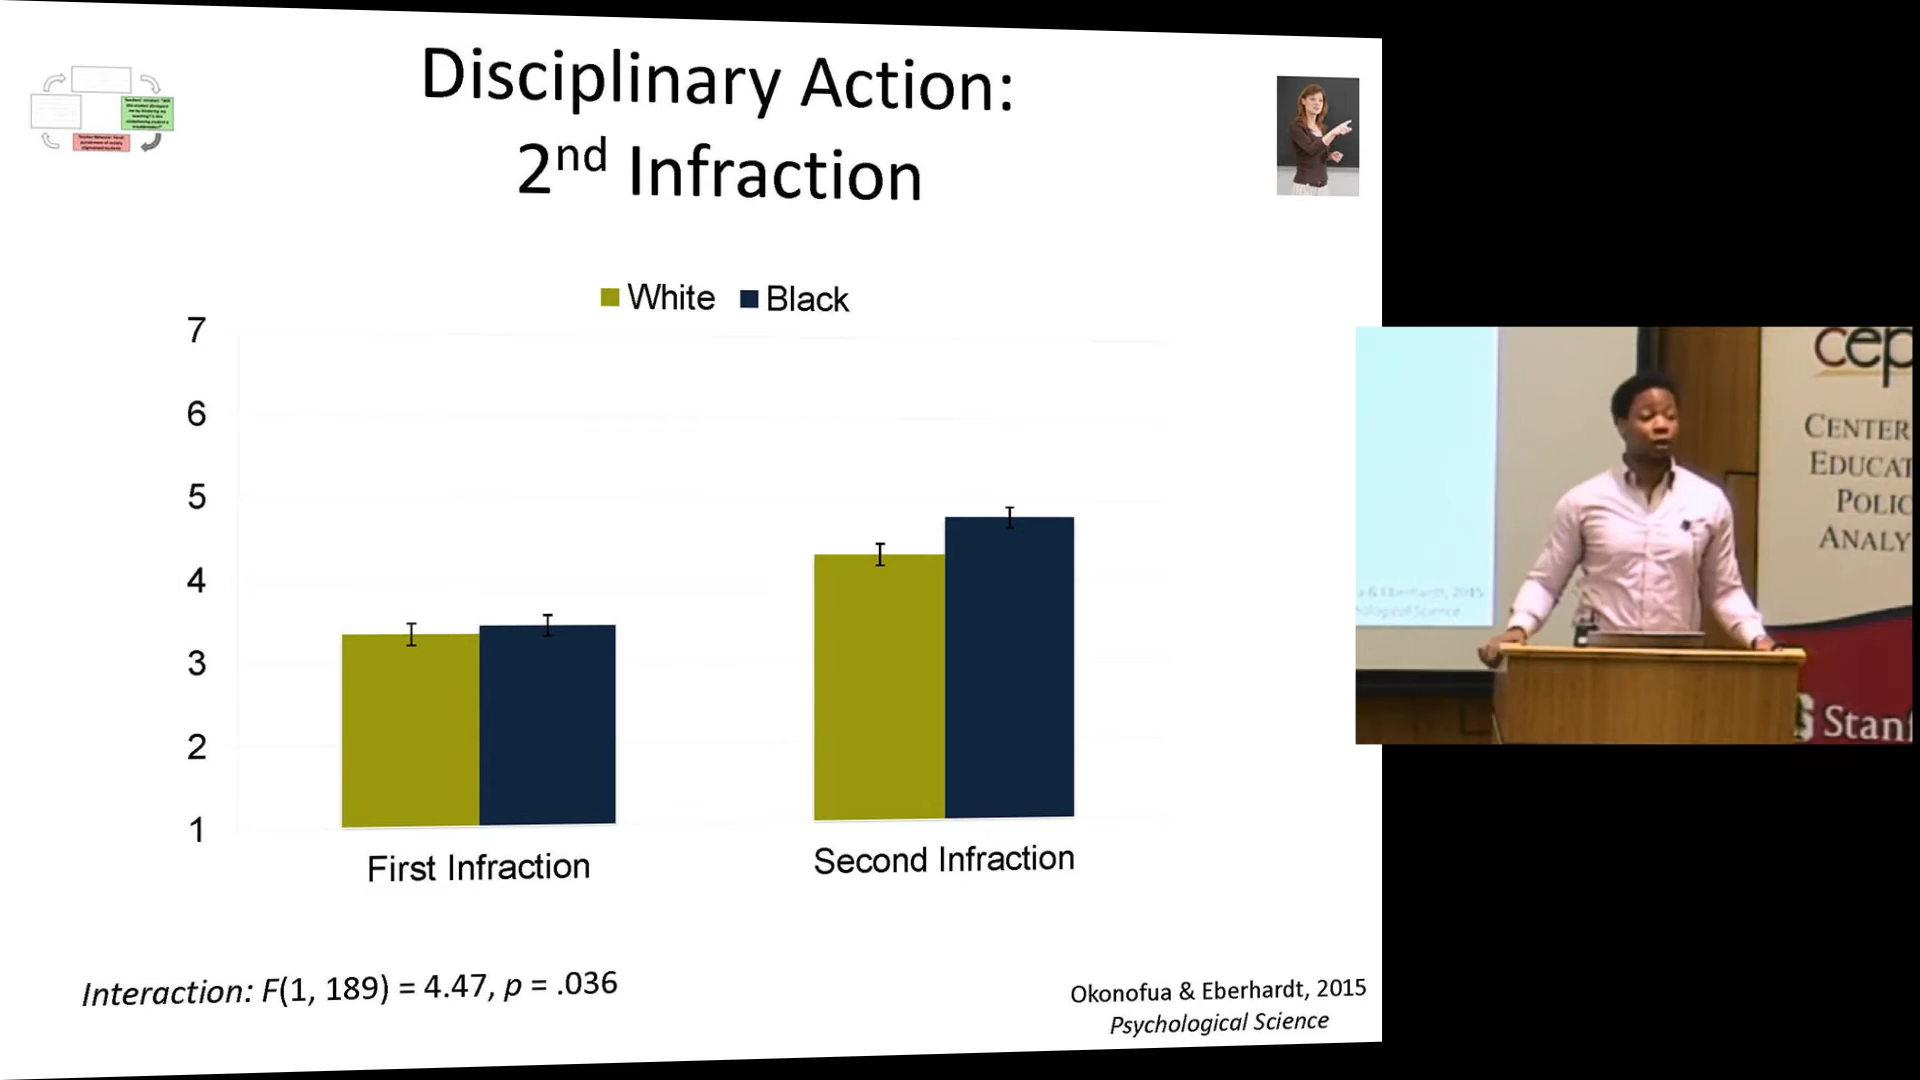 Disciplinary Action:
2nd Infraction
White Black
7
6
5
4
3
2
1
First Infraction
Second Infraction
Interaction: F(1, 189) = 4.47, p = .036
Okonofua & Eberhardt, 2015
Psychological Science
cep
CENTER
EDUCAT
POLIC
ANALY
Stanf